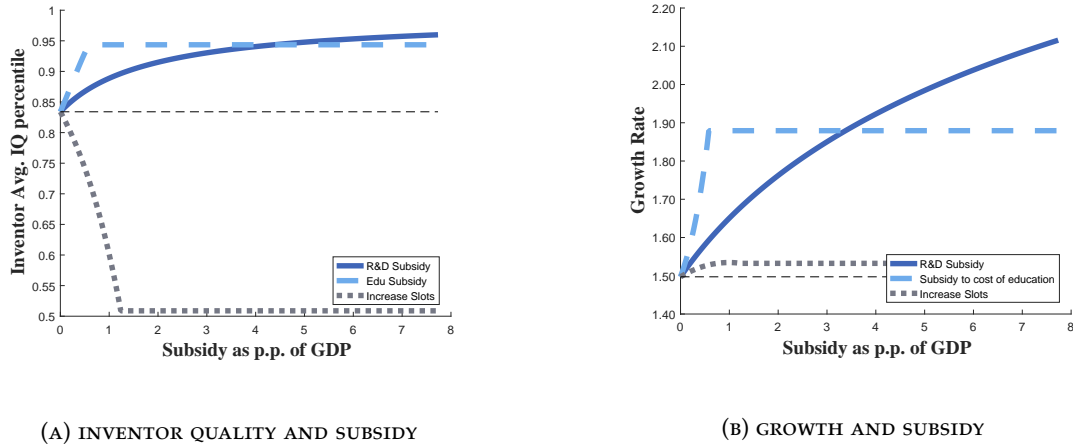 Inventor Avg. IQ percentile
1
0.95
0.9
0.85
0.8
0.75
0.7
0.65
0.6
0.55
0.5
0 1 2 3 4 5 6 7 8
Subsidy as p.p. of GDP
R&D Subsidy
Edu Subsidy
Increase Slots
(A) INVENTOR QUALITY AND SUBSIDY
Growth Rate
2.20
2.10
2.00
1.90
1.80
1.70
1.60
1.50
1.40
0 1 2 3 4 5 6 7 8
Subsidy as p.p. of GDP
R&D Subsidy
Subsidy to cost of education
Increase Slots
(B) GROWTH AND SUBSIDY